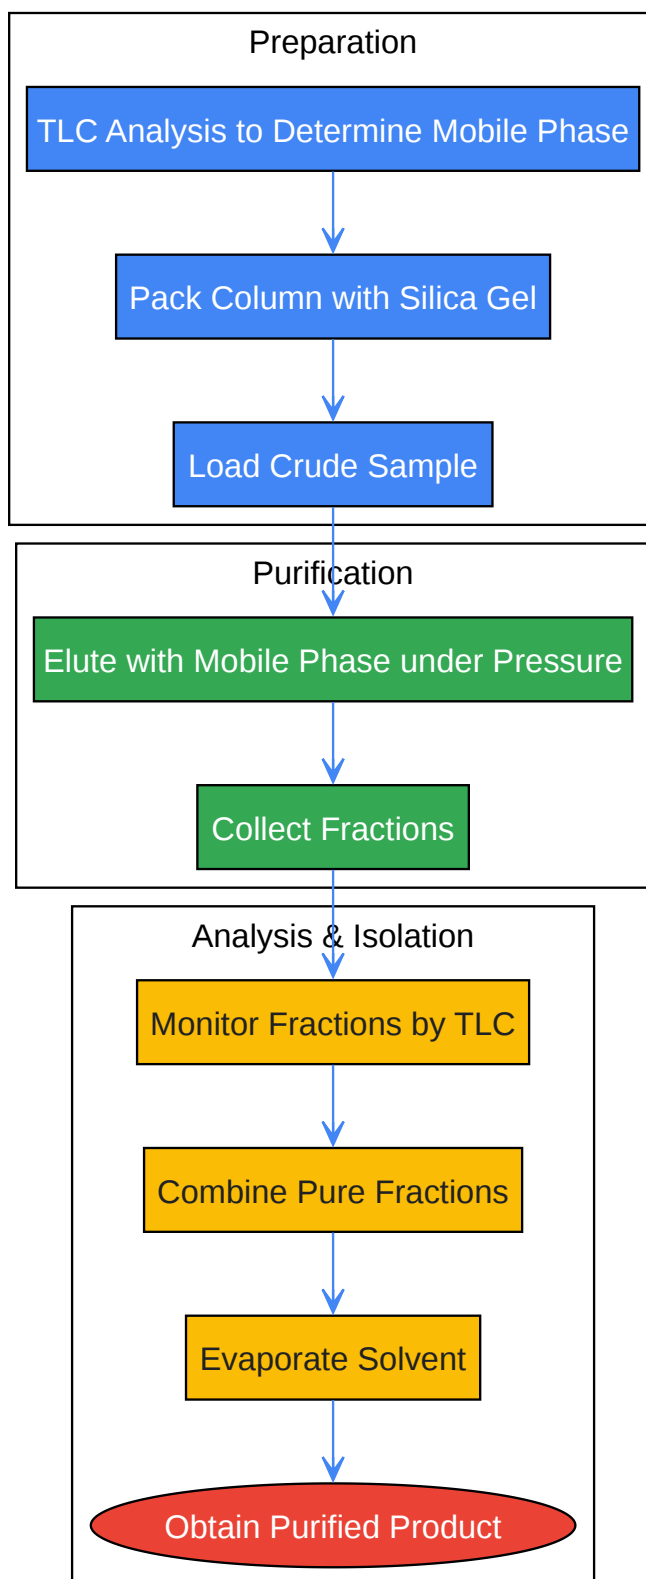 Preparation
TLC Analysis to Determine Mobile Phase
Pack Column with Silica Gel
Load Crude Sample
Purification
Elute with Mobile Phase under Pressure
Collect Fractions
Analysis & Isolation
Monitor Fractions by TLC
Combine Pure Fractions
Evaporate Solvent
Obtain Purified Product